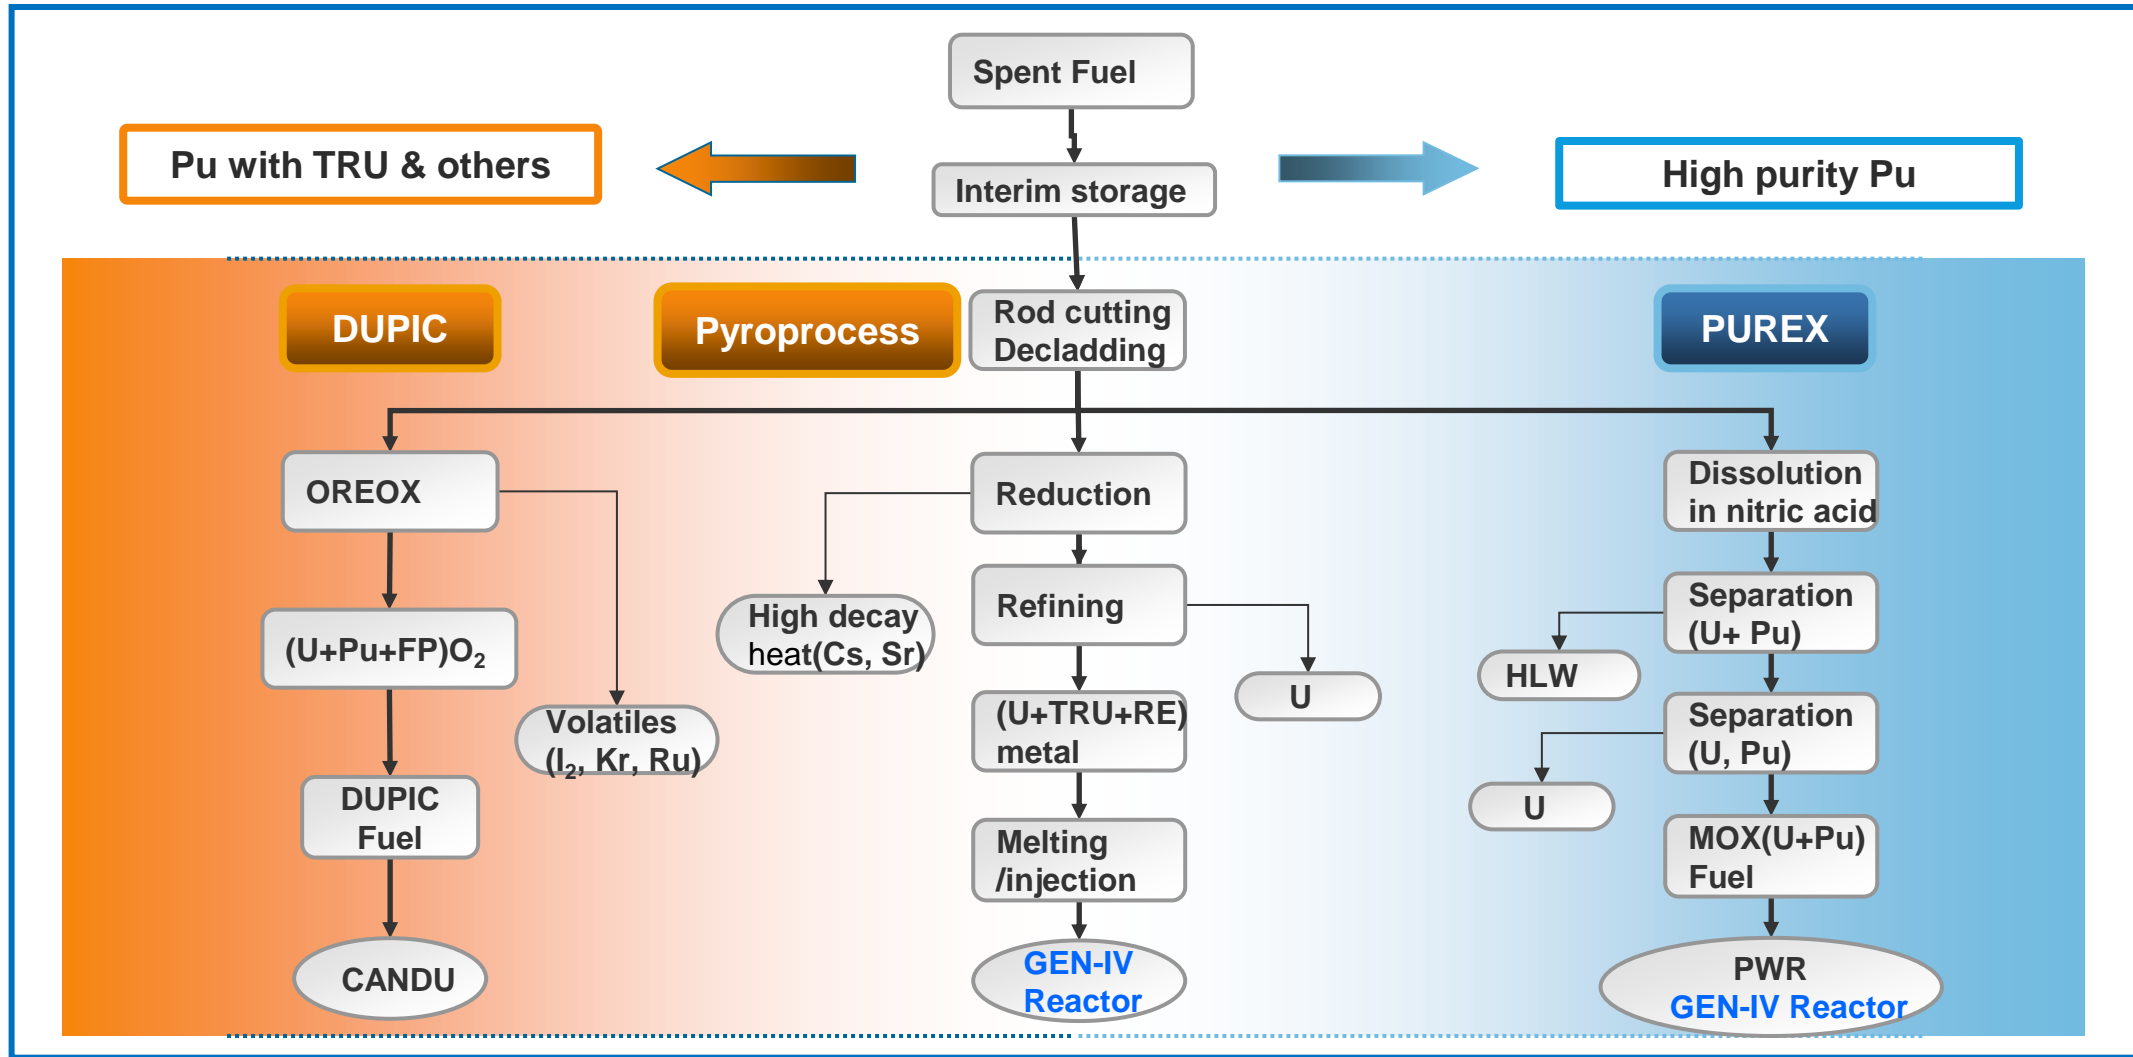 Spent Fuel
Pu with TRU & others
Interim storage
High purity Pu
DUPIC
Pyroprocess
Rod cutting
Decladding
PUREX
OREOX
(U+Pu+FP)O₂
Volatiles
(I₂, Kr, Ru)
DUPIC
Fuel
CANDU
Reduction
High decay
heat(Cs, Sr)
Refining
U
(U+TRU+RE)
metal
Melting
/injection
GEN-IV
Reactor
Dissolution
in nitric acid
Separation
(U+ Pu)
HLW
Separation
(U, Pu)
U
MOX(U+Pu)
Fuel
PWR
GEN-IV Reactor